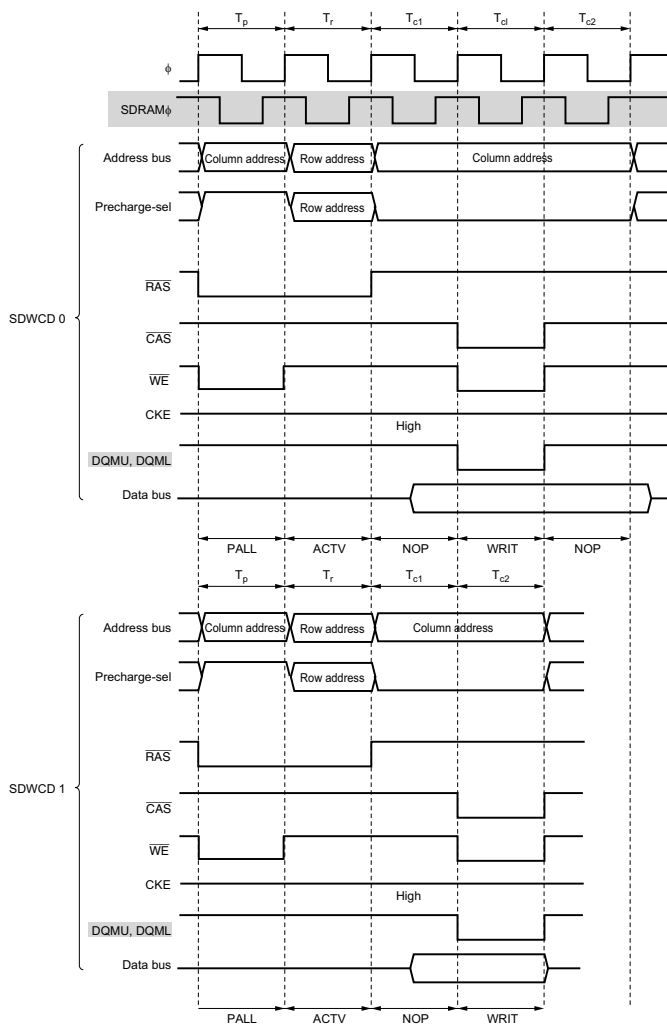 Tp Tr Tc1 Tcl Tc2
ϕ
SDRAMϕ
Address bus Column address Row address Column address
Precharge-sel Row address
RAS
SDWCD 0
CAS
WE
CKE
High
DQMU, DQML
Data bus
PALL ACTV NOP WRIT NOP
Tp Tr Tc1 Tc2
Address bus Column address Row address Column address
Precharge-sel Row address
RAS
SDWCD 1
CAS
WE
CKE
High
DQMU, DQML
Data bus
PALL ACTV NOP WRIT